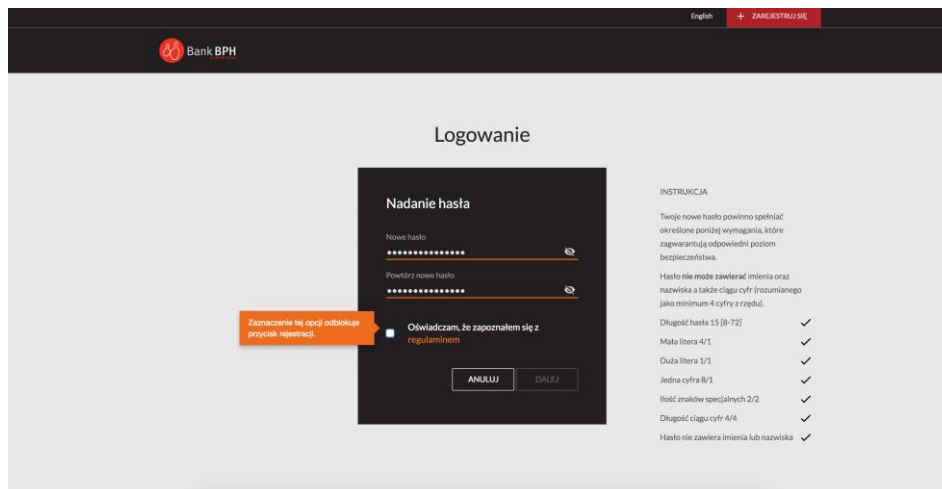 English + ZAREJESTRUJ SIĘ
Bank BPH
Logowanie
Nadanie hasła
Nowe hasło
•••••••••••••••
Powtórz nowe hasło
•••••••••••••••
Zaznaczenie tej opcji odblokuje
przycisk rejestracji.
Oświadczam, że zapoznałem się z
regulaminem
ANULUJ DALEJ
INSTRUKCJA
Twoje nowe hasło powinno spełniać
określone poniżej wymagania, które
zagwarantują odpowiedni poziom
bezpieczeństwa.
Hasło nie może zawierać imienia oraz
nazwiska a także ciągu cyfr (rozumianego
jako minimum 4 cyfry z rzędu).
Długość hasła 15 [8-72]
Mała litera 4/1
Duża litera 1/1
Jedna cyfra 8/1
Ilość znaków specjalnych 2/2
Długość ciągu cyfr 4/4
Hasło nie zawiera imienia lub nazwiska